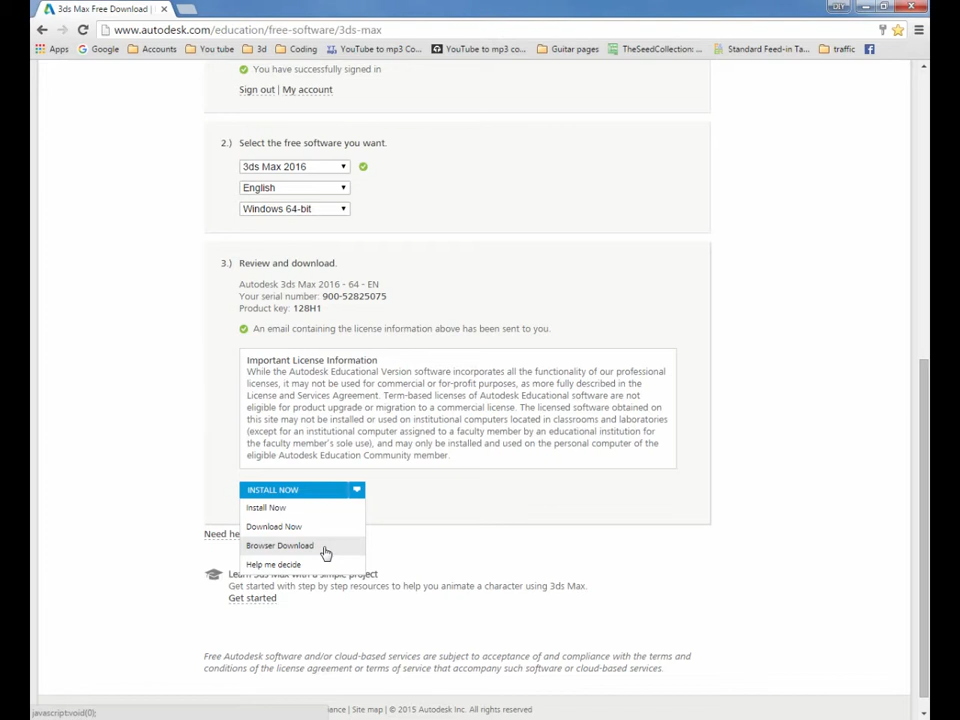 3ds Max Free Download |
DIY
www.autodesk.com/education/free-software/3ds-max
Apps
Google
Accounts
You tube
3d
Coding
YouTube to mp3 Co...
YouTube to mp3 co...
Guitar pages
TheSeedCollection: ...
Standard Feed-in Ta...
traffic
You have successfully signed in
Sign out | My account
2.) Select the free software you want.
3ds Max 2016
English
Windows 64-bit
3.) Review and download.
Autodesk 3ds Max 2016 - 64 - EN
Your serial number: 900-52825075
Product key: 128H1
An email containing the license information above has been sent to you.
Important License Information
While the Autodesk Educational Version software incorporates all the functionality of our professional
licenses, it may not be used for commercial or for-profit purposes, as more fully described in the
License and Services Agreement. Term-based licenses of Autodesk Educational software are not
eligible for product upgrade or migration to a commercial license. The licensed software obtained on
this site may not be installed or used on institutional computers located in classrooms and laboratories
(except for an institutional computer assigned to a faculty member by an educational institution for
the faculty member's sole use), and may only be installed and used on the personal computer of the
eligible Autodesk Education Community member.
INSTALL NOW
Install Now
Download Now
Need he
Browser Download
Help me decide
Learn 3ds Max with a simple project
Get started with step by step resources to help you animate a character using 3ds Max.
Get started
Free Autodesk software and/or cloud-based services are subject to acceptance of and compliance with the terms and
conditions of the license agreement or terms of service that accompany such software or cloud-based services.
javascript:void(0);
iance | Site map | © 2015 Autodesk Inc. All rights reserved